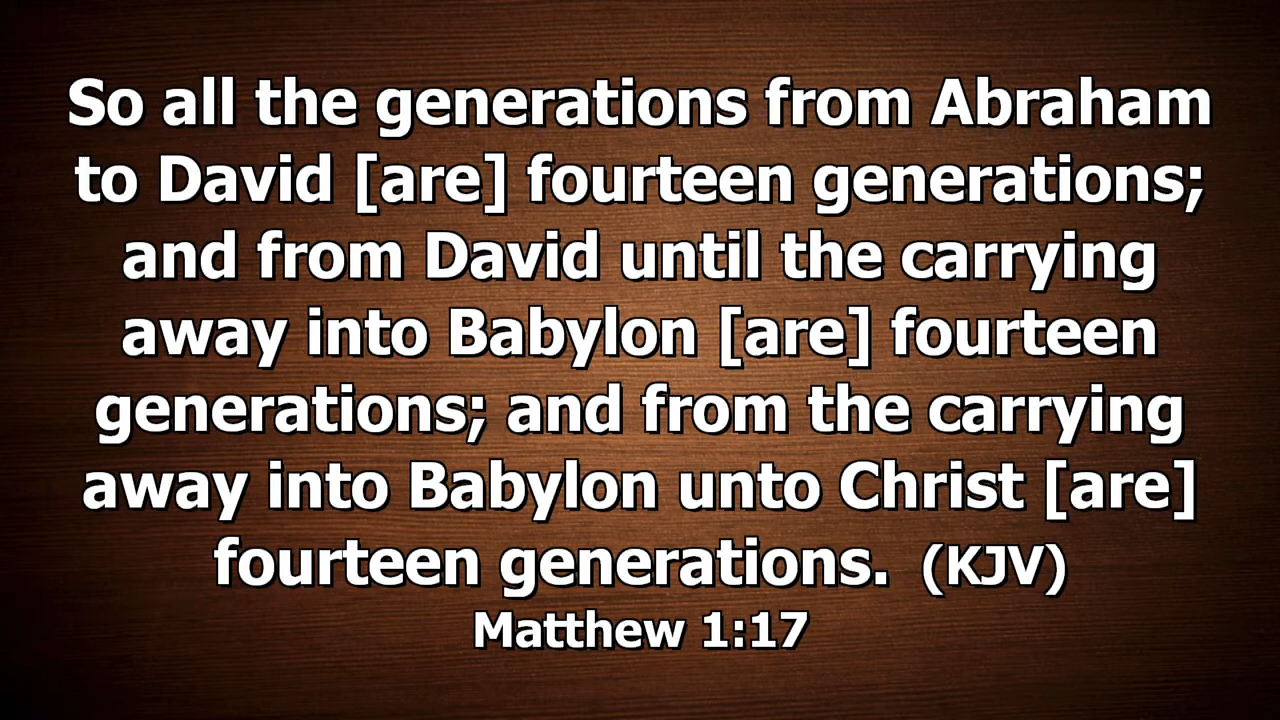 So all the generations from Abraham
to David [are] fourteen generations;
and from David until the carrying
away into Babylon [are] fourteen
generations; and from the carrying
away into Babylon unto Christ [are]
fourteen generations. (KJV)
Matthew 1:17